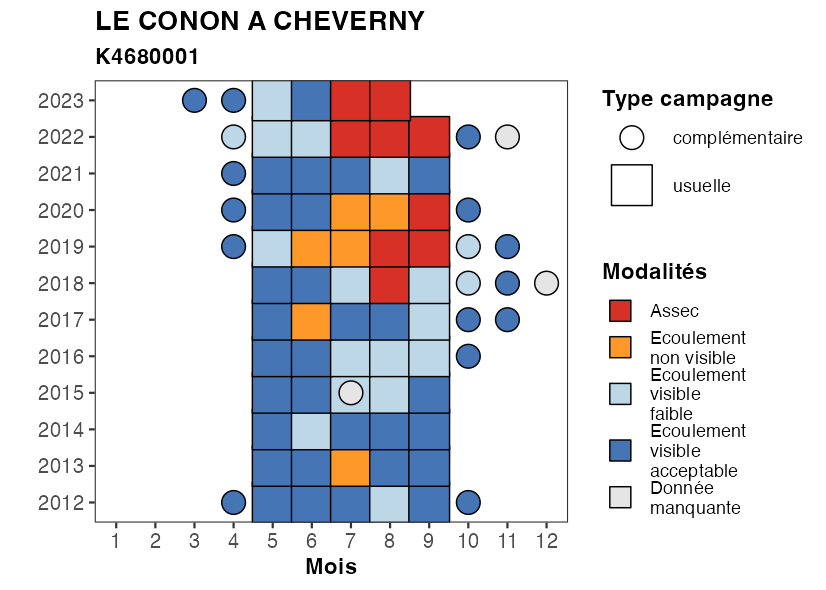 LE CONON A CHEVERNY
K4680001
2023
2022
2021
2020
2019
2018
2017
2016
2015
2014
2013
2012
1 2 3 4 5 6 7 8 9 10 11 12
Mois
Type campagne
complémentaire
usuelle
Modalités
Assec
Ecoulement
non visible
Ecoulement
visible
faible
Ecoulement
visible
acceptable
Donnée
manquante